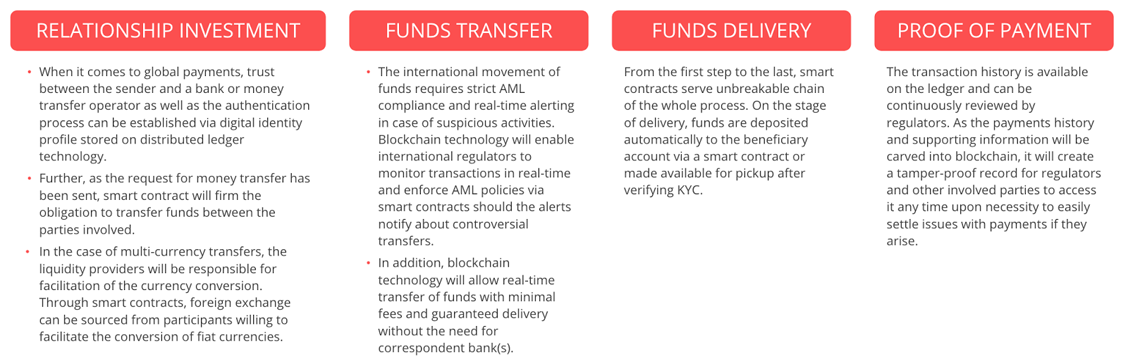 RELATIONSHIP INVESTMENT
• When it comes to global payments, trust
between the sender and a bank or money
transfer operator as well as the authentication
process can be established via digital identity
profile stored on distributed ledger
technology.
• Further, as the request for money transfer has
been sent, smart contract will firm the
obligation to transfer funds between the
parties involved.
• In the case of multi-currency transfers, the
liquidity providers will be responsible for
facilitation of the currency conversion.
Through smart contracts, foreign exchange
can be sourced from participants willing to
facilitate the conversion of fiat currencies.
FUNDS TRANSFER
• The international movement of
funds requires strict AML
compliance and real-time alerting
in case of suspicious activities.
Blockchain technology will enable
international regulators to
monitor transactions in real-time
and enforce AML policies via
smart contracts should the alerts
notify about controversial
transfers.
• In addition, blockchain
technology will allow real-time
transfer of funds with minimal
fees and guaranteed delivery
without the need for
correspondent bank(s).
FUNDS DELIVERY
From the first step to the last, smart
contracts serve unbreakable chain
of the whole process. On the stage
of delivery, funds are deposited
automatically to the beneficiary
account via a smart contract or
made available for pickup after
verifying KYC.
PROOF OF PAYMENT
The transaction history is available
on the ledger and can be
continuously reviewed by
regulators. As the payments history
and supporting information will be
carved into blockchain, it will create
a tamper-proof record for regulators
and other involved parties to access
it any time upon necessity to easily
settle issues with payments if they
arise.